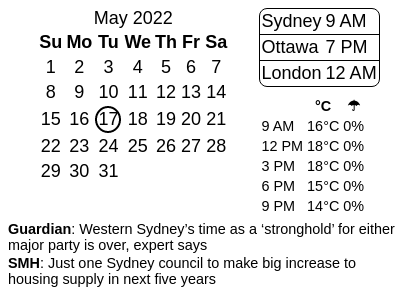 May 2022
Su Mo Tu We Th Fr Sa
1 2 3 4 5 6 7
8 9 10 11 12 13 14
15 16 17 18 19 20 21
22 23 24 25 26 27 28
29 30 31
Sydney 9 AM
Ottawa 7 PM
London 12 AM
°C ☂
9 AM 16°C 0%
12 PM 18°C 0%
3 PM 18°C 0%
6 PM 15°C 0%
9 PM 14°C 0%
Guardian: Western Sydney’s time as a ‘stronghold’ for either
major party is over, expert says
SMH: Just one Sydney council to make big increase to
housing supply in next five years